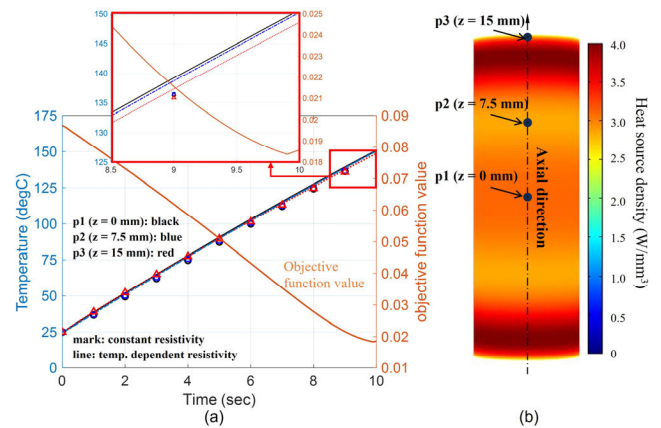 150
145
140
135
130
125
8.5
9
9.5
10
0.025
0.024
0.023
0.022
0.021
0.02
0.019
0.018
175
150
125
100
75
50
25
0
Temperature (degC)
p1 (z = 0 mm): black
p2 (z = 7.5 mm): blue
p3 (z = 15 mm): red
Objective
function value
mark: constant resistivity
line: temp. dependent resistivity
0.09
0.08
0.07
0.06
0.05
0.04
0.03
0.02
0.01
objective function value
0
2
4
6
8
10
Time (sec)
(a)
p3 (z = 15 mm)
p2 (z = 7.5 mm)
p1 (z = 0 mm)
Axial direction
4.0
3.5
3.0
2.5
2.0
1.5
1.0
0.5
0
Heat source density (W/mm³)
(b)